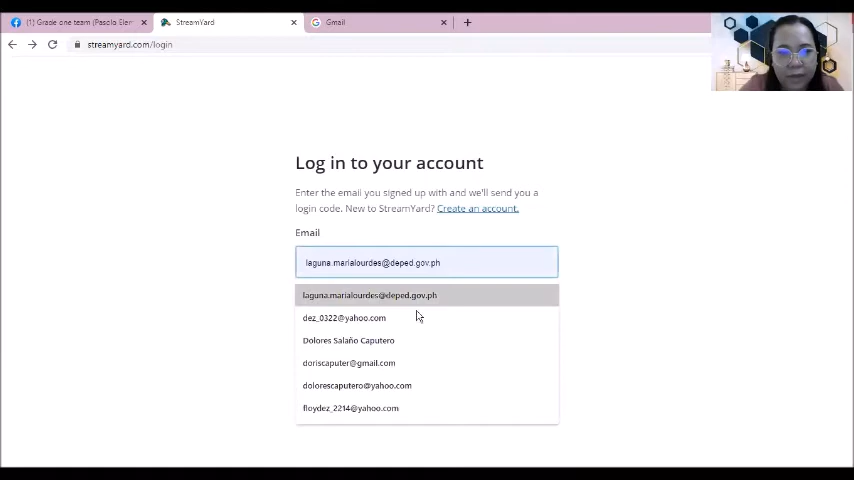 (1) Grade one team (Pasolo Elem
StreamYard
Gmail
streamyard.com/login
Log in to your account
Enter the email you signed up with and we'll send you a
login code. New to StreamYard? Create an account.
Email
laguna.marialourdes@deped.gov.ph
laguna.marialourdes@deped.gov.ph
dez_0322@yahoo.com
Dolores Salaño Caputero
doriscaputer@gmail.com
dolorescaputero@yahoo.com
floydez_2214@yahoo.com